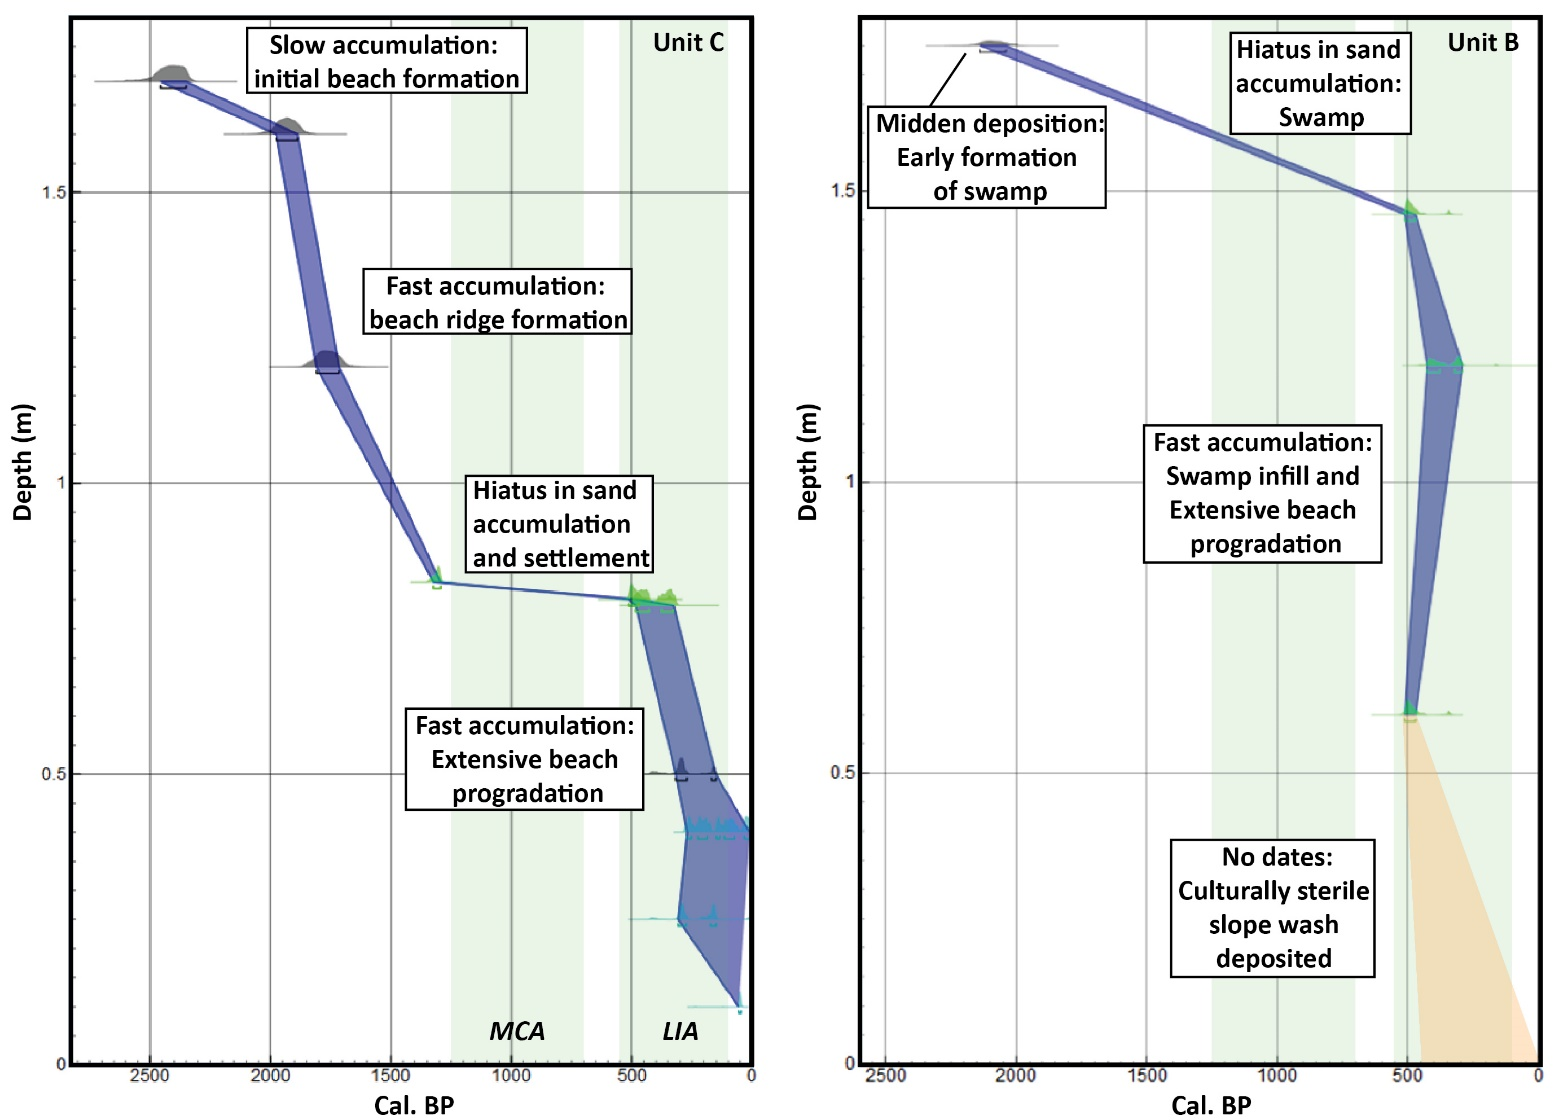 Unit C
Slow accumulation:
initial beach formation
Fast accumulation:
beach ridge formation
Hiatus in sand
accumulation
and settlement
Fast accumulation:
Extensive beach
progradation
MCA
LIA
Depth (m)
1.5
1
0.5
0
2500
2000
1500
1000
500
0
Cal. BP
Unit B
Hiatus in sand
accumulation:
Swamp
Midden deposition:
Early formation
of swamp
Fast accumulation:
Swamp infill and
Extensive beach
progradation
No dates:
Culturally sterile
slope wash
deposited
Depth (m)
1.5
1
0.5
0
2500
2000
1500
1000
500
0
Cal. BP